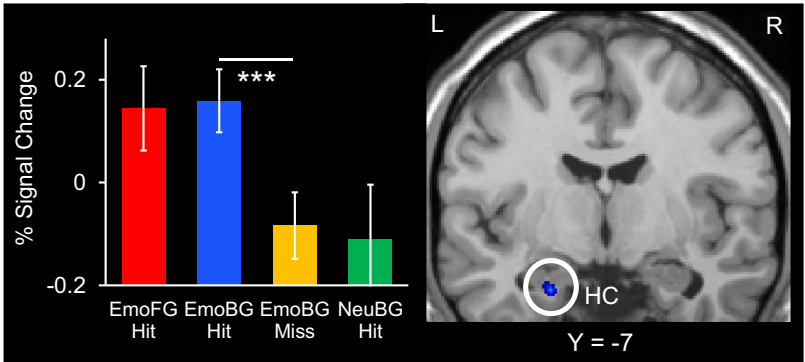 % Signal Change
0.2
0
-0.2
***
EmoFG
Hit
EmoBG
Hit
EmoBG
Miss
NeuBG
Hit
L
R
HC
Y = -7